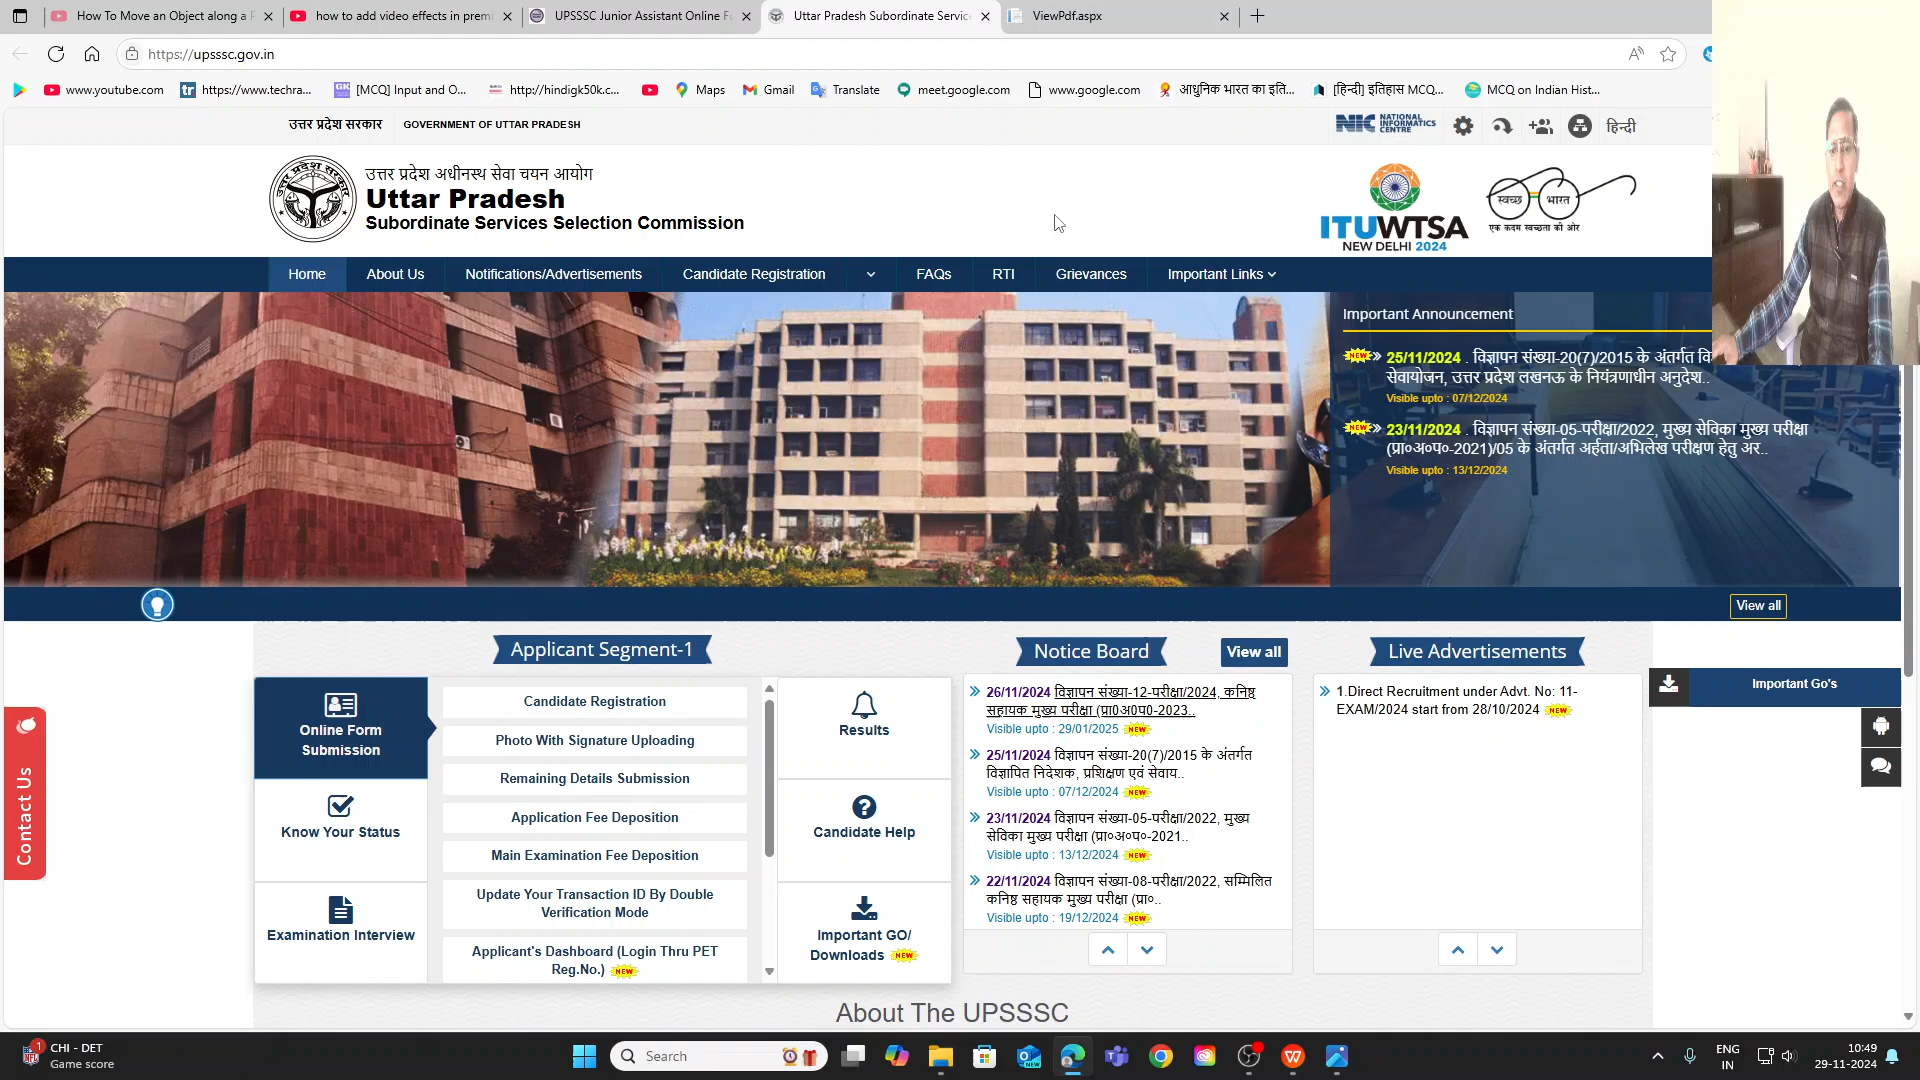 How To Move an Object along a P
how to add video effects in prem
UPSSSC Junior Assistant Online Fo
Uttar Pradesh Subordinate Service
ViewPdf.aspx
https://upsssc.gov.in
www.youtube.com
https://www.techra...
[MCQ] Input and O...
http://hindigk50k.c...
Maps
Gmail
Translate
meet.google.com
www.google.com
आधुनिक भारत का इति...
[हिन्दी] इतिहास MCQ...
MCQ on Indian Hist...
उत्तर प्रदेश सरकार
GOVERNMENT OF UTTAR PRADESH
NIC NATIONAL INFORMATICS CENTRE
हिन्दी
उत्तर प्रदेश अधीनस्थ सेवा चयन आयोग
Uttar Pradesh
Subordinate Services Selection Commission
ITUWTSA
NEW DELHI 2024
स्वच्छ भारत
एक कदम स्वच्छता की ओर
Home
About Us
Notifications/Advertisements
Candidate Registration
FAQs
RTI
Grievances
Important Links
Important Announcement
NEW 25/11/2024 . विज्ञापन संख्या-20(7)/2015 के अंतर्गत वि
सेवायोजन, उत्तर प्रदेश लखनऊ के नियंत्रणाधीन अनुदेश..
Visible upto : 07/12/2024
NEW 23/11/2024 . विज्ञापन संख्या-05-परीक्षा/2022, मुख्य सेविका मुख्य परीक्षा
(प्रा०अ०प०-2021)/05 के अंतर्गत अर्हता/अभिलेख परीक्षण हेतु अर..
Visible upto : 13/12/2024
View all
Applicant Segment-1
Online Form
Submission
Know Your Status
Examination Interview
Candidate Registration
Photo With Signature Uploading
Remaining Details Submission
Application Fee Deposition
Main Examination Fee Deposition
Update Your Transaction ID By Double
Verification Mode
Applicant's Dashboard (Login Thru PET
Reg.No.) NEW
Results
Candidate Help
Important GO/
Downloads NEW
Notice Board
View all
26/11/2024 विज्ञापन संख्या-12-परीक्षा/2024, कनिष्ठ
सहायक मुख्य परीक्षा (प्रा0अ0प0-2023..
Visible upto : 29/01/2025 NEW
25/11/2024 विज्ञापन संख्या-20(7)/2015 के अंतर्गत
विज्ञापित निदेशक, प्रशिक्षण एवं सेवाय..
Visible upto : 07/12/2024 NEW
23/11/2024 विज्ञापन संख्या-05-परीक्षा/2022, मुख्य
सेविका मुख्य परीक्षा (प्रा०अ०प०-2021..
Visible upto : 13/12/2024 NEW
22/11/2024 विज्ञापन संख्या-08-परीक्षा/2022, सम्मिलित
कनिष्ठ सहायक मुख्य परीक्षा (प्रा०..
Visible upto : 19/12/2024 NEW
Live Advertisements
1.Direct Recruitment under Advt. No: 11-
EXAM/2024 start from 28/10/2024 NEW
Important Go's
Contact Us
About The UPSSSC
1
CHI - DET
Game score
Search
ENG
IN
10:49
29-11-2024